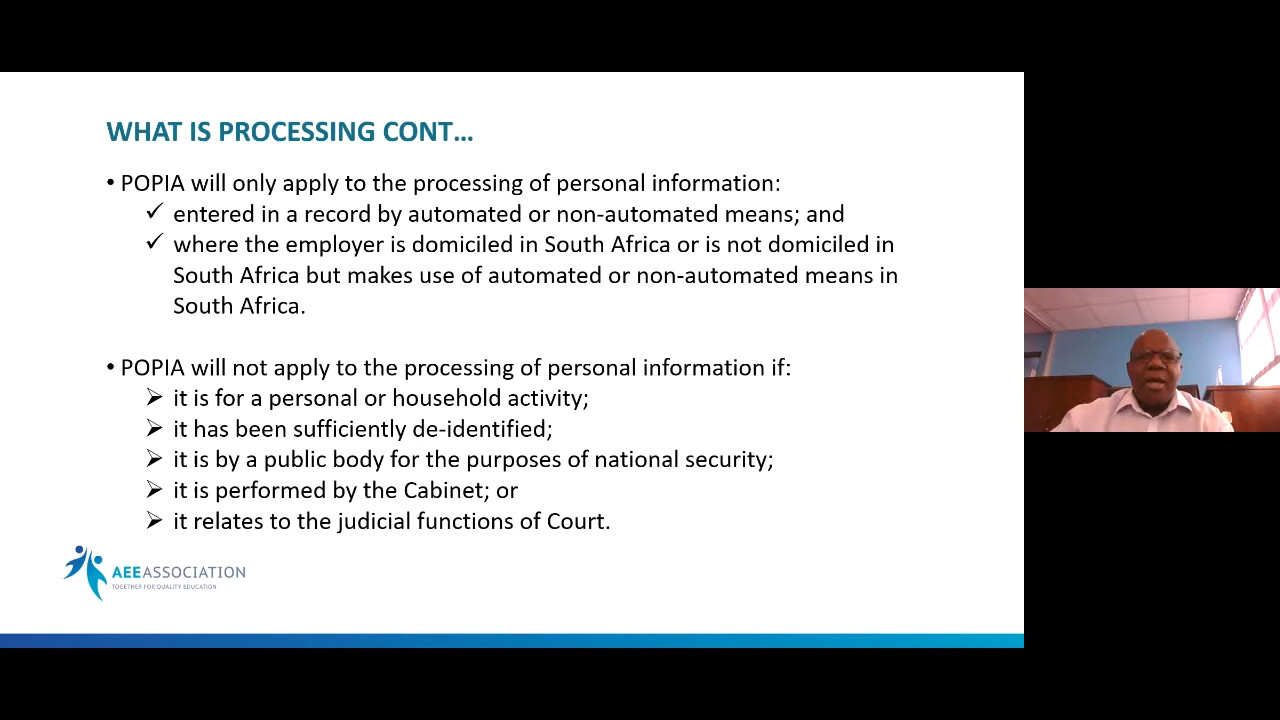 WHAT IS PROCESSING CONT...
• POPIA will only apply to the processing of personal information:
✓ entered in a record by automated or non-automated means; and
✓ where the employer is domiciled in South Africa or is not domiciled in
South Africa but makes use of automated or non-automated means in
South Africa.
• POPIA will not apply to the processing of personal information if:
➢ it is for a personal or household activity;
➢ it has been sufficiently de-identified;
➢ it is by a public body for the purposes of national security;
➢ it is performed by the Cabinet; or
➢ it relates to the judicial functions of Court.
AEEASSOCIATION
TOGETHER FOR QUALITY EDUCATION